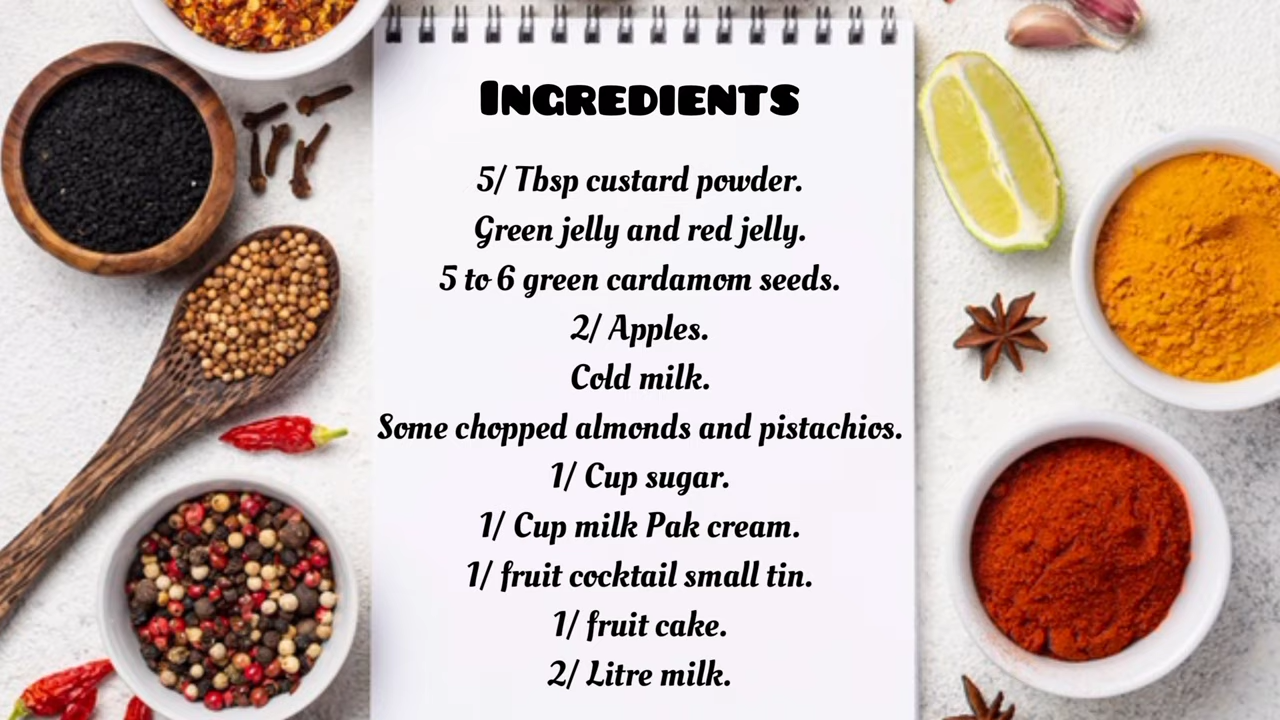 INGREDIENTS
5/ Tbsp custard powder.
Green jelly and red jelly.
5 to 6 green cardamom seeds.
2/ Apples.
Cold milk.
Some chopped almonds and pistachios.
1/ Cup sugar.
1/ Cup milk Pak cream.
1/ fruit cocktail small tin.
1/ fruit cake.
2/ Litre milk.